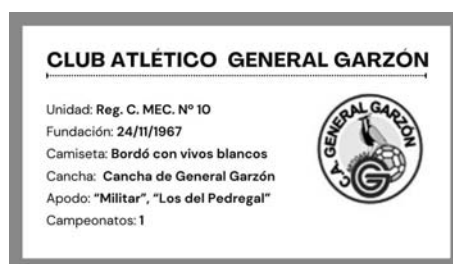 CLUB ATLÉTICO GENERAL GARZÓN
Unidad: Reg. C. MEC. Nº 10
Fundación: 24/11/1967
Camiseta: Bordó con vivos blancos
Cancha: Cancha de General Garzón
Apodo: "Militar", "Los del Pedregal"
Campeonatos: 1
C.A. GENERAL GARZON
G